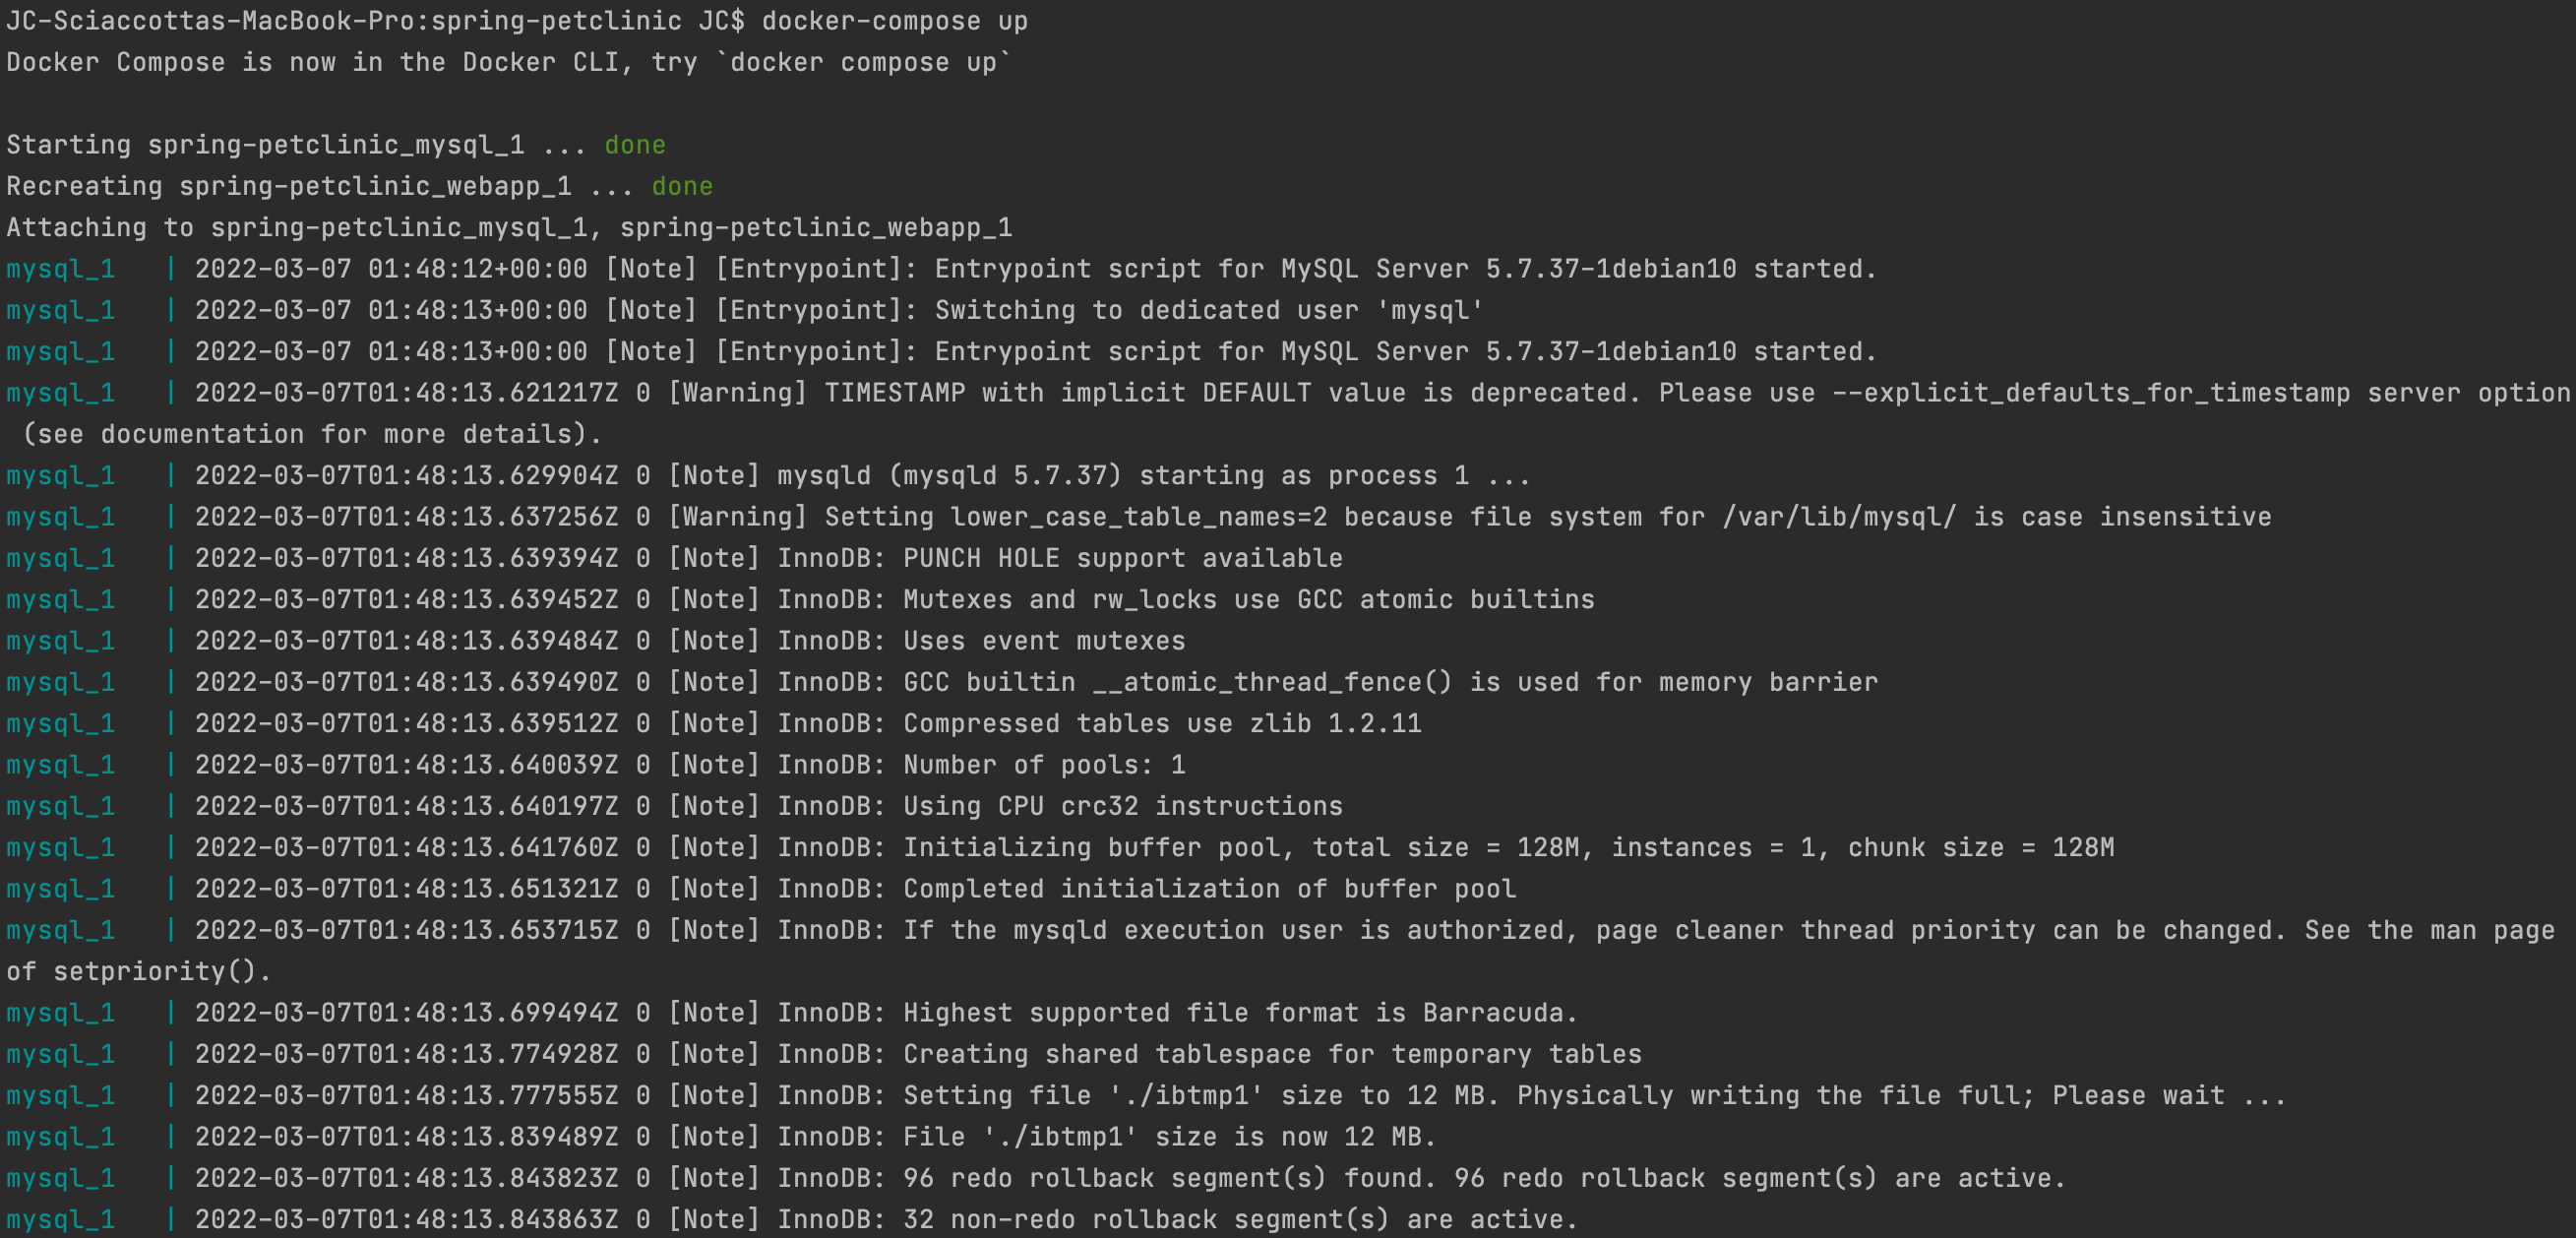 JC-Sciaccottas-MacBook-Pro:spring-petclinic JC$ docker-compose up
Docker Compose is now in the Docker CLI, try `docker compose up`
Starting spring-petclinic_mysql_1 ... done
Recreating spring-petclinic_webapp_1 ... done
Attaching to spring-petclinic_mysql_1, spring-petclinic_webapp_1
mysql_1   | 2022-03-07 01:48:12+00:00 [Note] [Entrypoint]: Entrypoint script for MySQL Server 5.7.37-1debian10 started.
mysql_1   | 2022-03-07 01:48:13+00:00 [Note] [Entrypoint]: Switching to dedicated user 'mysql'
mysql_1   | 2022-03-07 01:48:13+00:00 [Note] [Entrypoint]: Entrypoint script for MySQL Server 5.7.37-1debian10 started.
mysql_1   | 2022-03-07T01:48:13.621217Z 0 [Warning] TIMESTAMP with implicit DEFAULT value is deprecated. Please use --explicit_defaults_for_timestamp server option
 (see documentation for more details).
mysql_1   | 2022-03-07T01:48:13.629904Z 0 [Note] mysqld (mysqld 5.7.37) starting as process 1 ...
mysql_1   | 2022-03-07T01:48:13.637256Z 0 [Warning] Setting lower_case_table_names=2 because file system for /var/lib/mysql/ is case insensitive
mysql_1   | 2022-03-07T01:48:13.639394Z 0 [Note] InnoDB: PUNCH HOLE support available
mysql_1   | 2022-03-07T01:48:13.639452Z 0 [Note] InnoDB: Mutexes and rw_locks use GCC atomic builtins
mysql_1   | 2022-03-07T01:48:13.639484Z 0 [Note] InnoDB: Uses event mutexes
mysql_1   | 2022-03-07T01:48:13.639490Z 0 [Note] InnoDB: GCC builtin __atomic_thread_fence() is used for memory barrier
mysql_1   | 2022-03-07T01:48:13.639512Z 0 [Note] InnoDB: Compressed tables use zlib 1.2.11
mysql_1   | 2022-03-07T01:48:13.640039Z 0 [Note] InnoDB: Number of pools: 1
mysql_1   | 2022-03-07T01:48:13.640197Z 0 [Note] InnoDB: Using CPU crc32 instructions
mysql_1   | 2022-03-07T01:48:13.641760Z 0 [Note] InnoDB: Initializing buffer pool, total size = 128M, instances = 1, chunk size = 128M
mysql_1   | 2022-03-07T01:48:13.651321Z 0 [Note] InnoDB: Completed initialization of buffer pool
mysql_1   | 2022-03-07T01:48:13.653715Z 0 [Note] InnoDB: If the mysqld execution user is authorized, page cleaner thread priority can be changed. See the man page
of setpriority().
mysql_1   | 2022-03-07T01:48:13.699494Z 0 [Note] InnoDB: Highest supported file format is Barracuda.
mysql_1   | 2022-03-07T01:48:13.774928Z 0 [Note] InnoDB: Creating shared tablespace for temporary tables
mysql_1   | 2022-03-07T01:48:13.777555Z 0 [Note] InnoDB: Setting file './ibtmp1' size to 12 MB. Physically writing the file full; Please wait ...
mysql_1   | 2022-03-07T01:48:13.839489Z 0 [Note] InnoDB: File './ibtmp1' size is now 12 MB.
mysql_1   | 2022-03-07T01:48:13.843823Z 0 [Note] InnoDB: 96 redo rollback segment(s) found. 96 redo rollback segment(s) are active.
mysql_1   | 2022-03-07T01:48:13.843863Z 0 [Note] InnoDB: 32 non-redo rollback segment(s) are active.